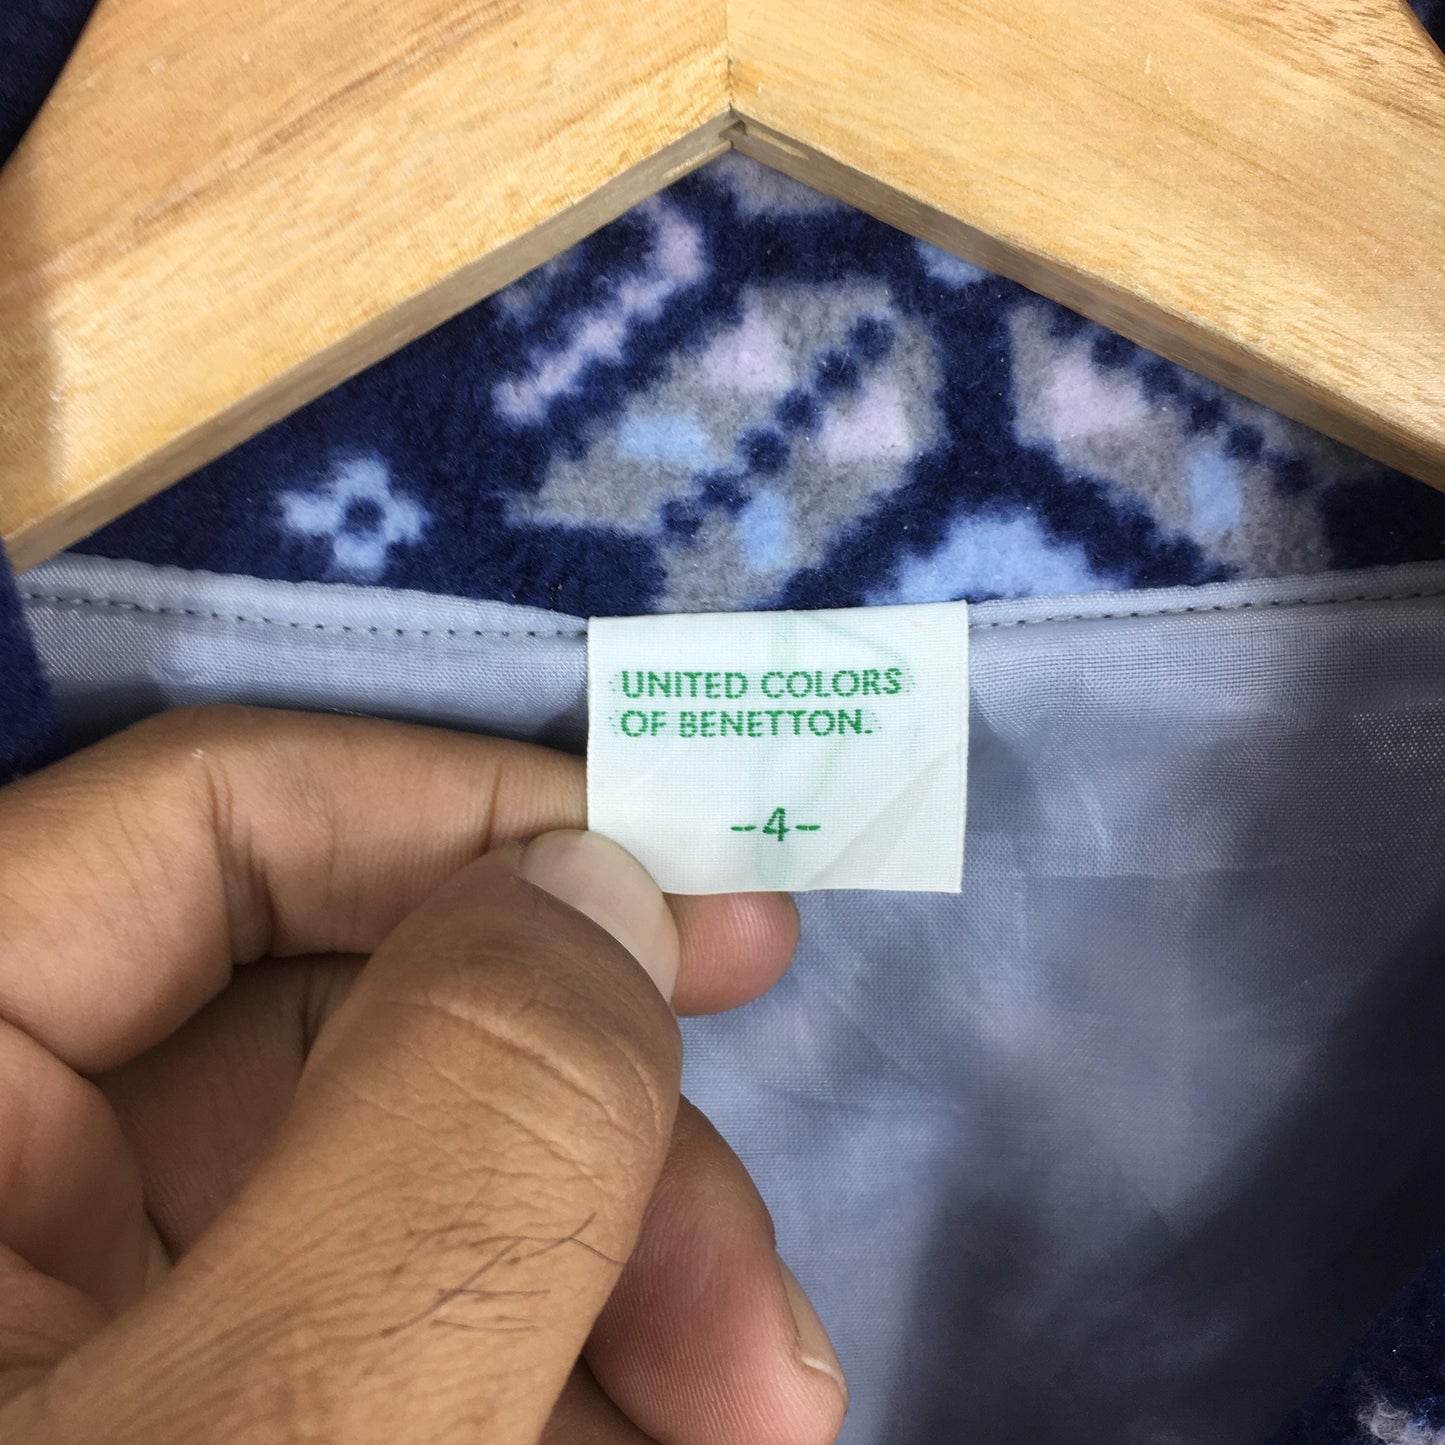 UNITED COLORS
OF BENETTON.
-4-